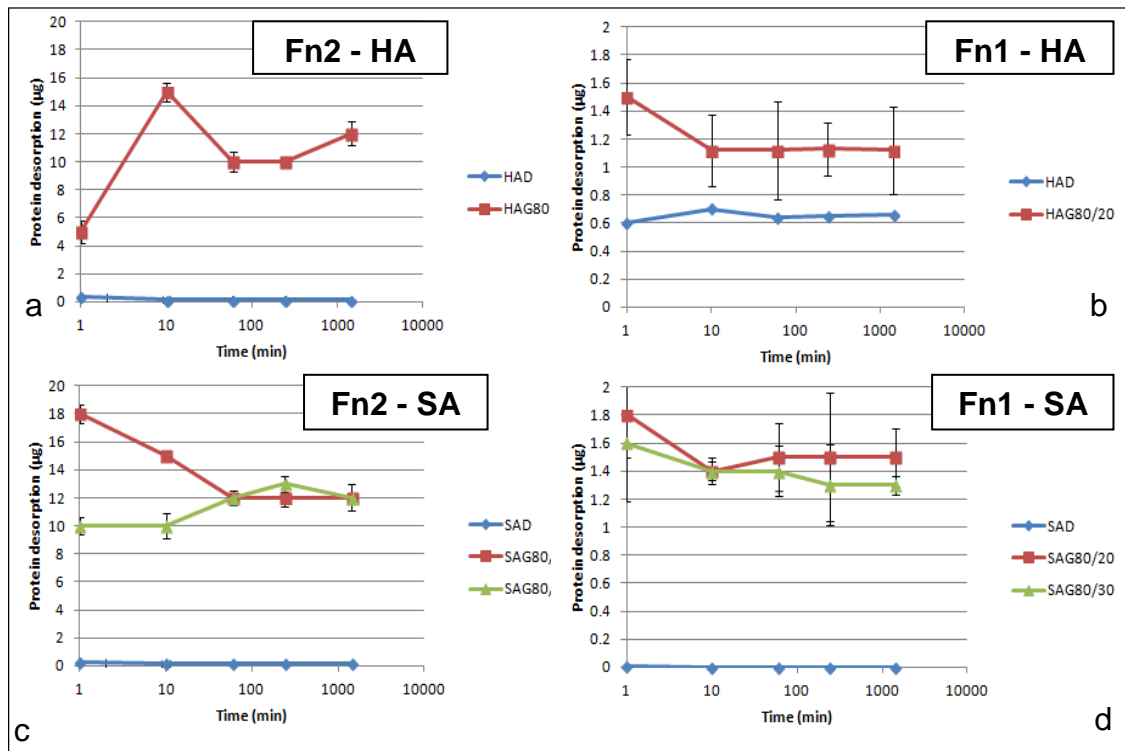 Fn2 - HA
Protein desorption (µg)
20
18
16
14
12
10
8
6
4
2
0
1 10 100 1000 10000
Time (min)
HAD
HAG80
a
Fn1 - HA
Protein desorption (µg)
2
1.8
1.6
1.4
1.2
1
0.8
0.6
0.4
0.2
0
1 10 100 1000 10000
Time (min)
HAD
HAG80/20
b
Fn2 - SA
Protein desorption (µg)
20
18
16
14
12
10
8
6
4
2
0
1 10 100 1000 10000
Time (min)
SAD
SAG80,
SAG80,
c
Fn1 - SA
Protein desorption (µg)
2
1.8
1.6
1.4
1.2
1
0.8
0.6
0.4
0.2
0
1 10 100 1000 10000
Time (min)
SAD
SAG80/20
SAG80/30
d